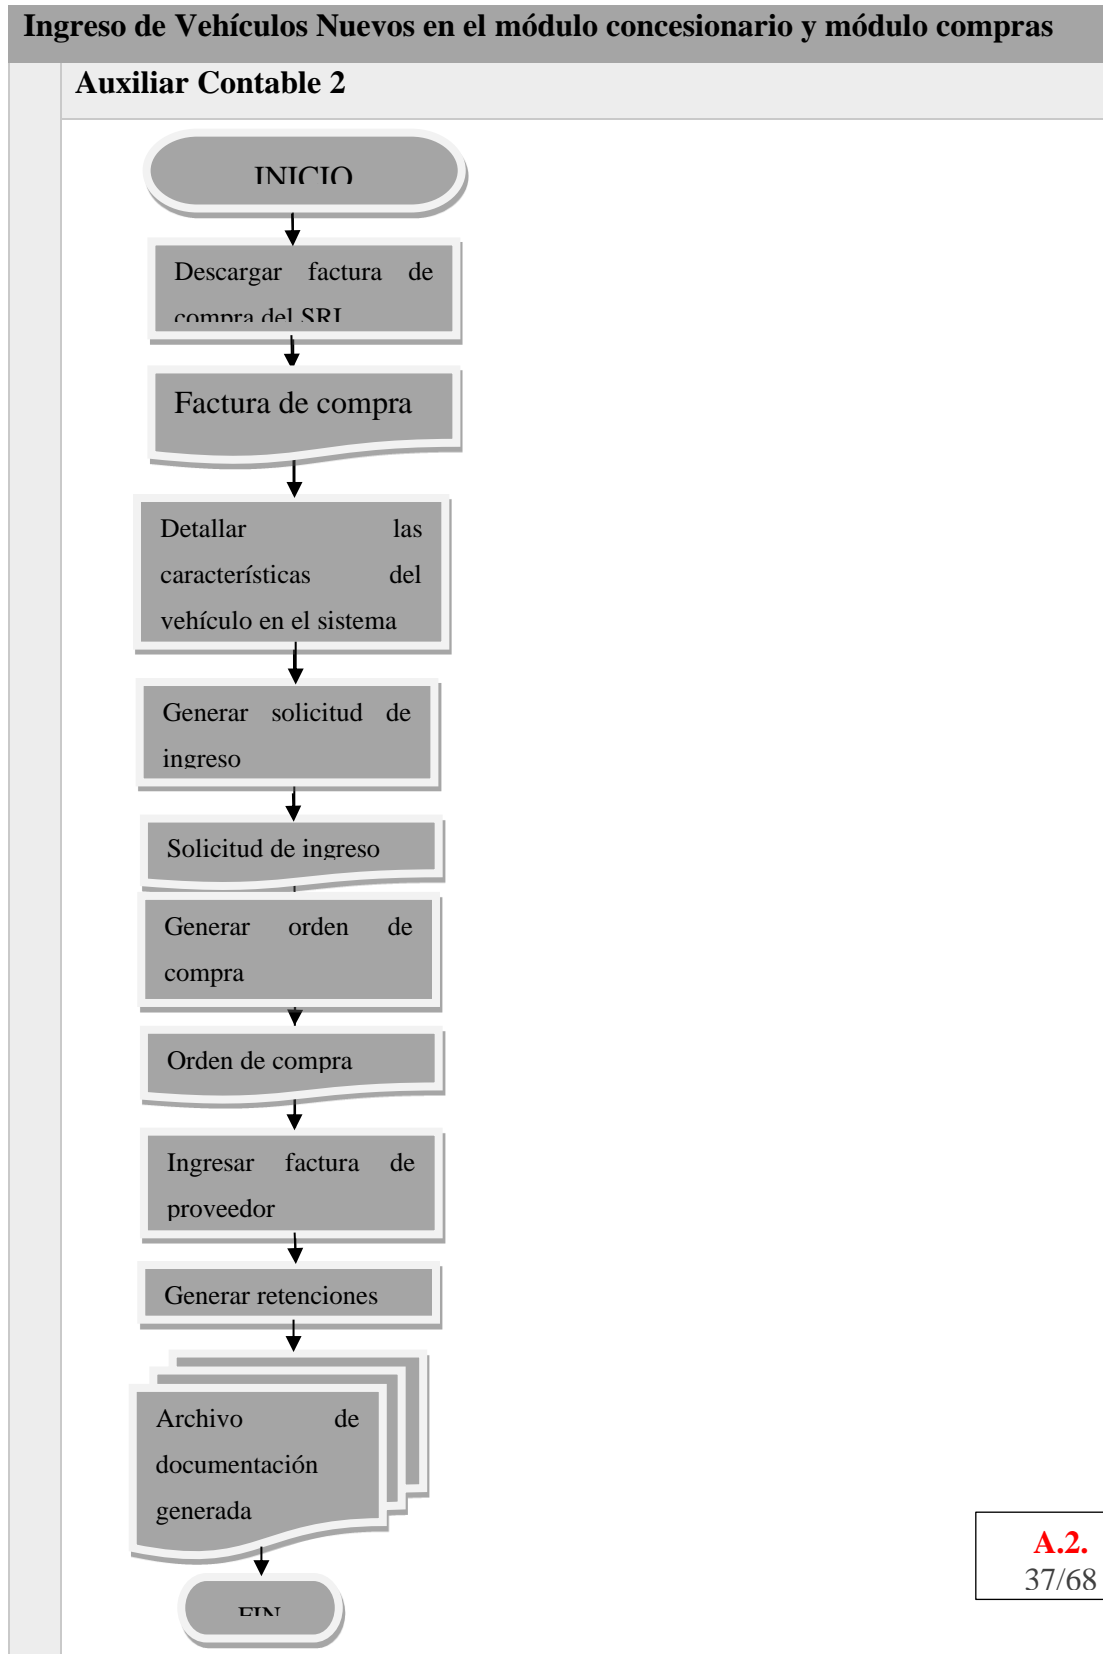 Ingreso de Vehículos Nuevos en el módulo concesionario y módulo compras
Auxiliar Contable 2
INICIO
Descargar factura de
compra del SRI
Factura de compra
Detallar las
características del
vehículo en el sistema
Generar solicitud de
ingreso
Solicitud de ingreso
Generar orden de
compra
Orden de compra
Ingresar factura de
proveedor
Generar retenciones
Archivo de
documentación
generada
FIN
A.2.
37/68